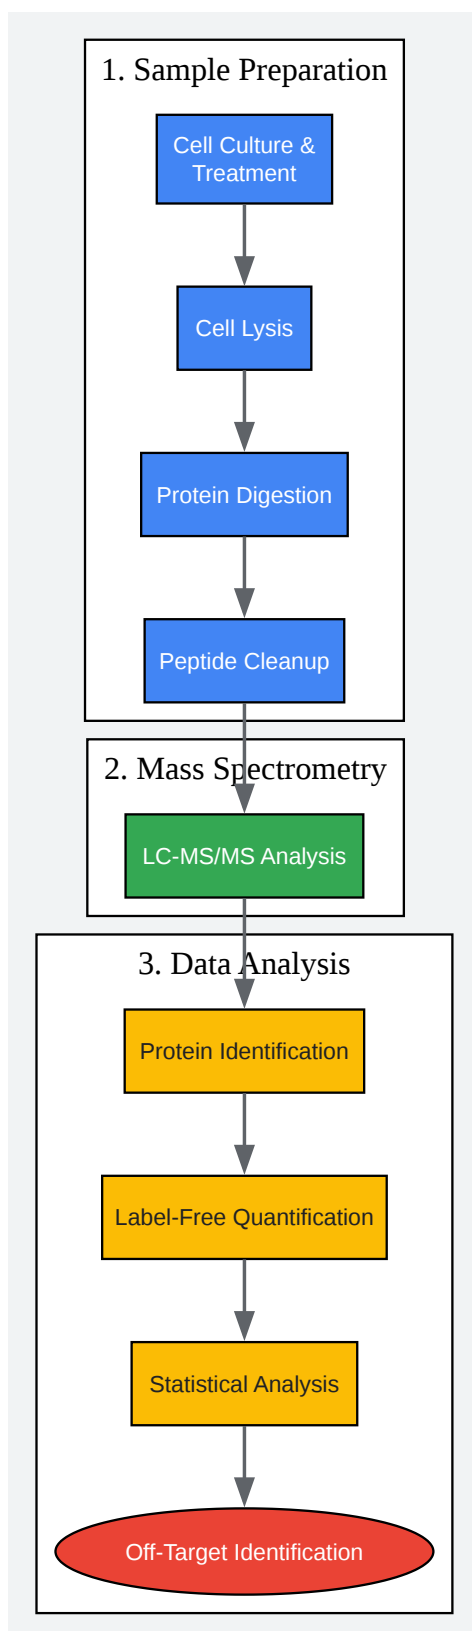 1. Sample Preparation
Cell Culture &
Treatment
Cell Lysis
Protein Digestion
Peptide Cleanup
2. Mass Spectrometry
LC-MS/MS Analysis
3. Data Analysis
Protein Identification
Label-Free Quantification
Statistical Analysis
Off-Target Identification